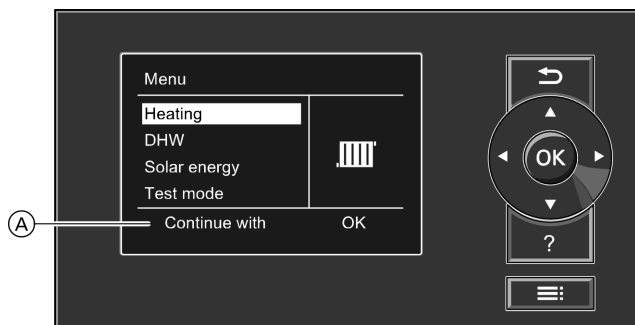 Menu
Heating
DHW
Solar energy
Test mode
Continue with OK
A
OK
?